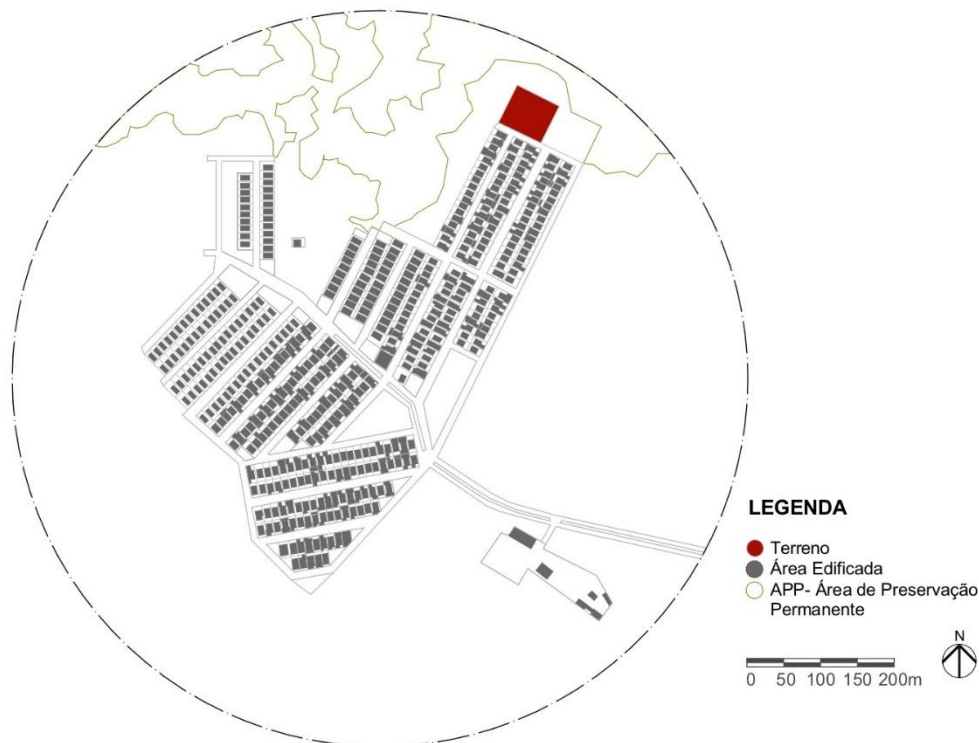 LEGENDA
Terreno
Área Edificada
APP- Área de Preservação
Permanente
N
0 50 100 150 200m